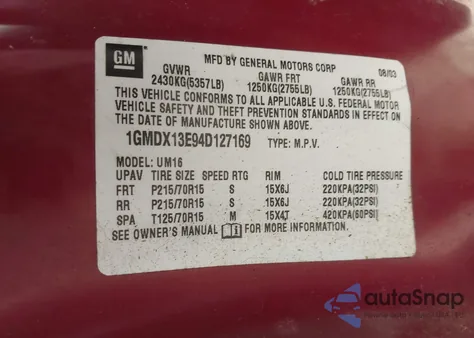 GM
MFD BY GENERAL MOTORS CORP 08/03
GVWR GAWR FRT GAWR RR
2430KG(5357LB) 1250KG(2755LB) 1250KG(2755LB)
THIS VEHICLE CONFORMS TO ALL APPLICABLE U.S. FEDERAL MOTOR
VEHICLE SAFETY AND THEFT PREVENTION STANDARDS IN EFFECT ON
THE DATE OF MANUFACTURE SHOWN ABOVE.
1GMDX13E94D127169 TYPE: M.P.V.
MODEL: UM16
UPAV TIRE SIZE SPEED RTG RIM COLD TIRE PRESSURE
FRT P215/70R15 S 15X6J 220KPA(32PSI)
RR P215/70R15 S 15X6J 220KPA(32PSI)
SPA T125/70R15 M 15X4T 420KPA(60PSI)
SEE OWNER'S MANUAL FOR MORE INFORMATION.
autoSnap